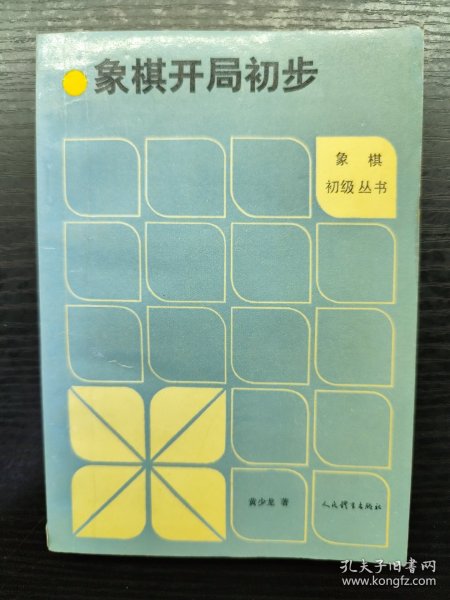 象棋开局初步
象棋
初级丛书
黄少龙 著
人民体育出版社
孔夫子旧书网
www.kongfz.com